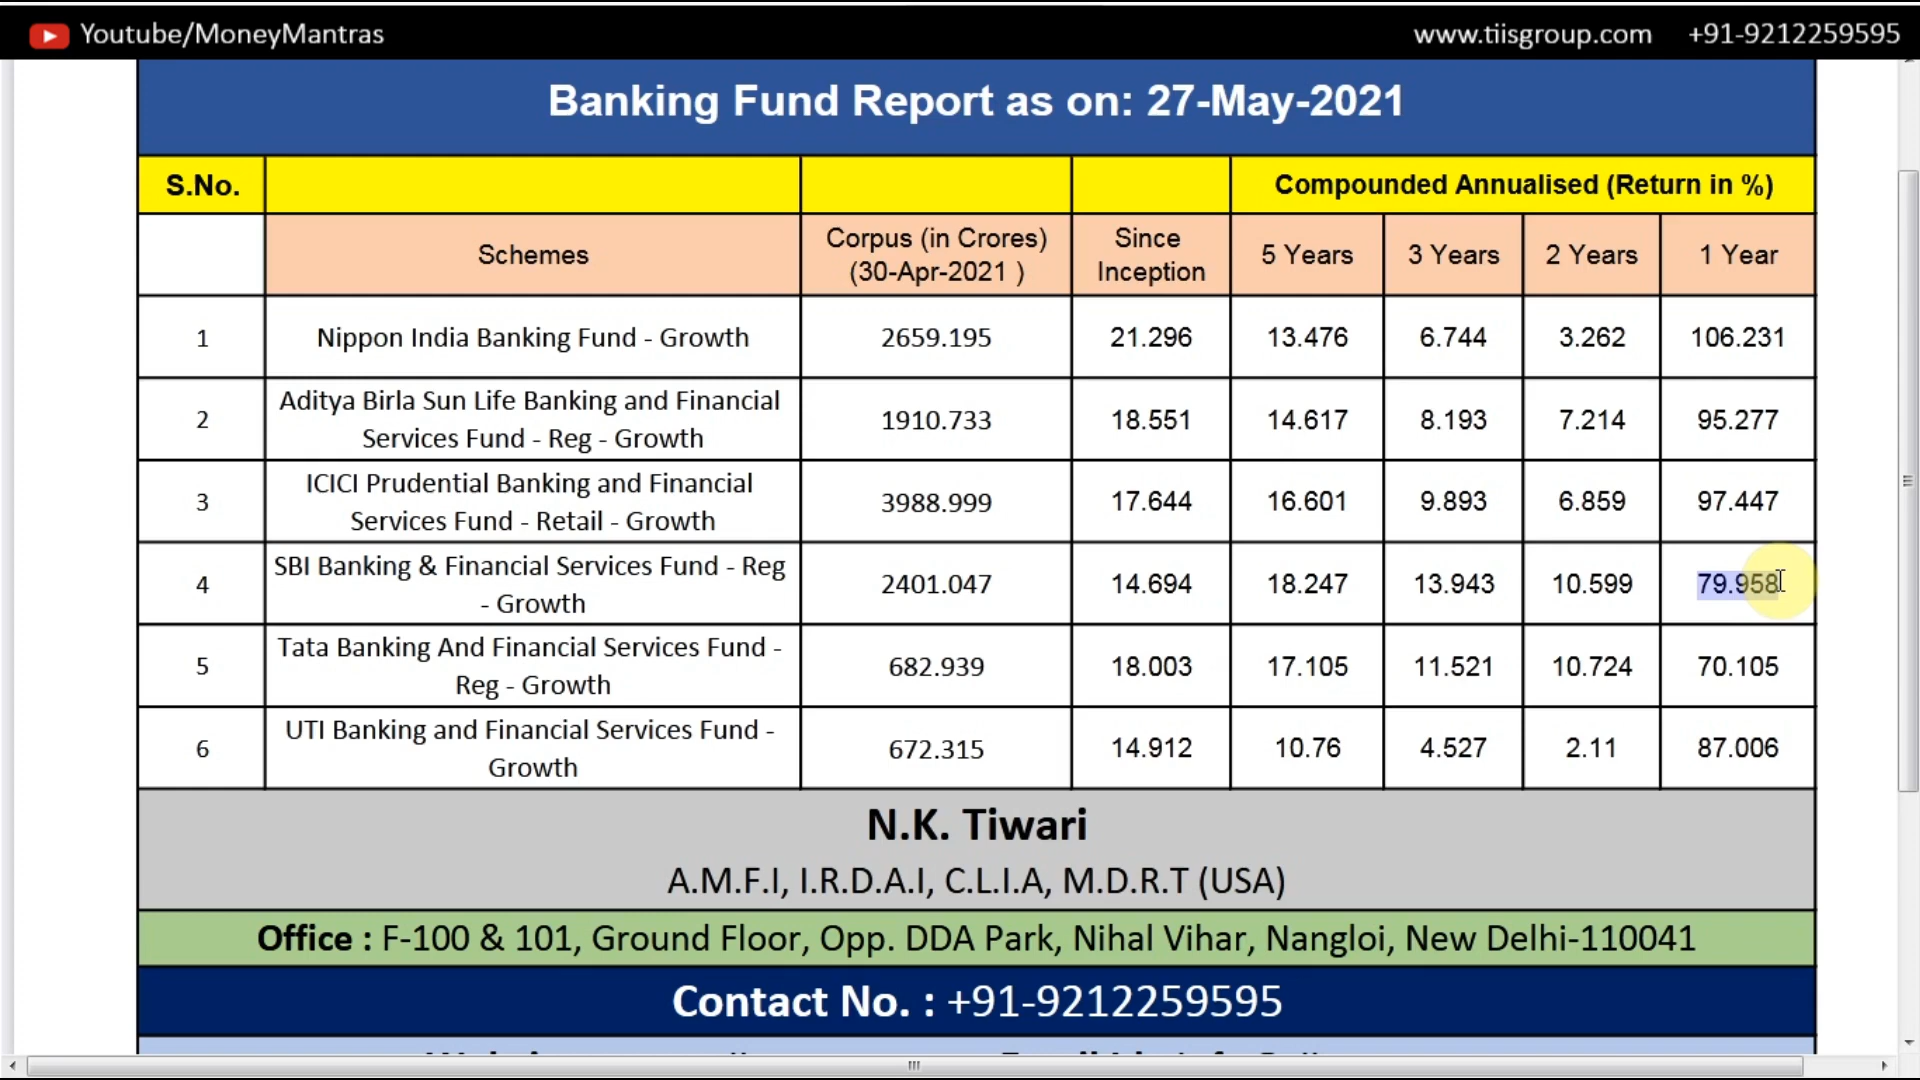 Youtube/MoneyMantras www.tiisgroup.com +91-9212259595
Banking Fund Report as on: 27-May-2021
S.No. Compounded Annualised (Return in %)
Schemes Corpus (in Crores) (30-Apr-2021 ) Since Inception 5 Years 3 Years 2 Years 1 Year
1 Nippon India Banking Fund - Growth 2659.195 21.296 13.476 6.744 3.262 106.231
2 Aditya Birla Sun Life Banking and Financial Services Fund - Reg - Growth 1910.733 18.551 14.617 8.193 7.214 95.277
3 ICICI Prudential Banking and Financial Services Fund - Retail - Growth 3988.999 17.644 16.601 9.893 6.859 97.447
4 SBI Banking & Financial Services Fund - Reg - Growth 2401.047 14.694 18.247 13.943 10.599 79.958
5 Tata Banking And Financial Services Fund - Reg - Growth 682.939 18.003 17.105 11.521 10.724 70.105
6 UTI Banking and Financial Services Fund - Growth 672.315 14.912 10.76 4.527 2.11 87.006
N.K. Tiwari
A.M.F.I, I.R.D.A.I, C.L.I.A, M.D.R.T (USA)
Office : F-100 & 101, Ground Floor, Opp. DDA Park, Nihal Vihar, Nangloi, New Delhi-110041
Contact No. : +91-9212259595